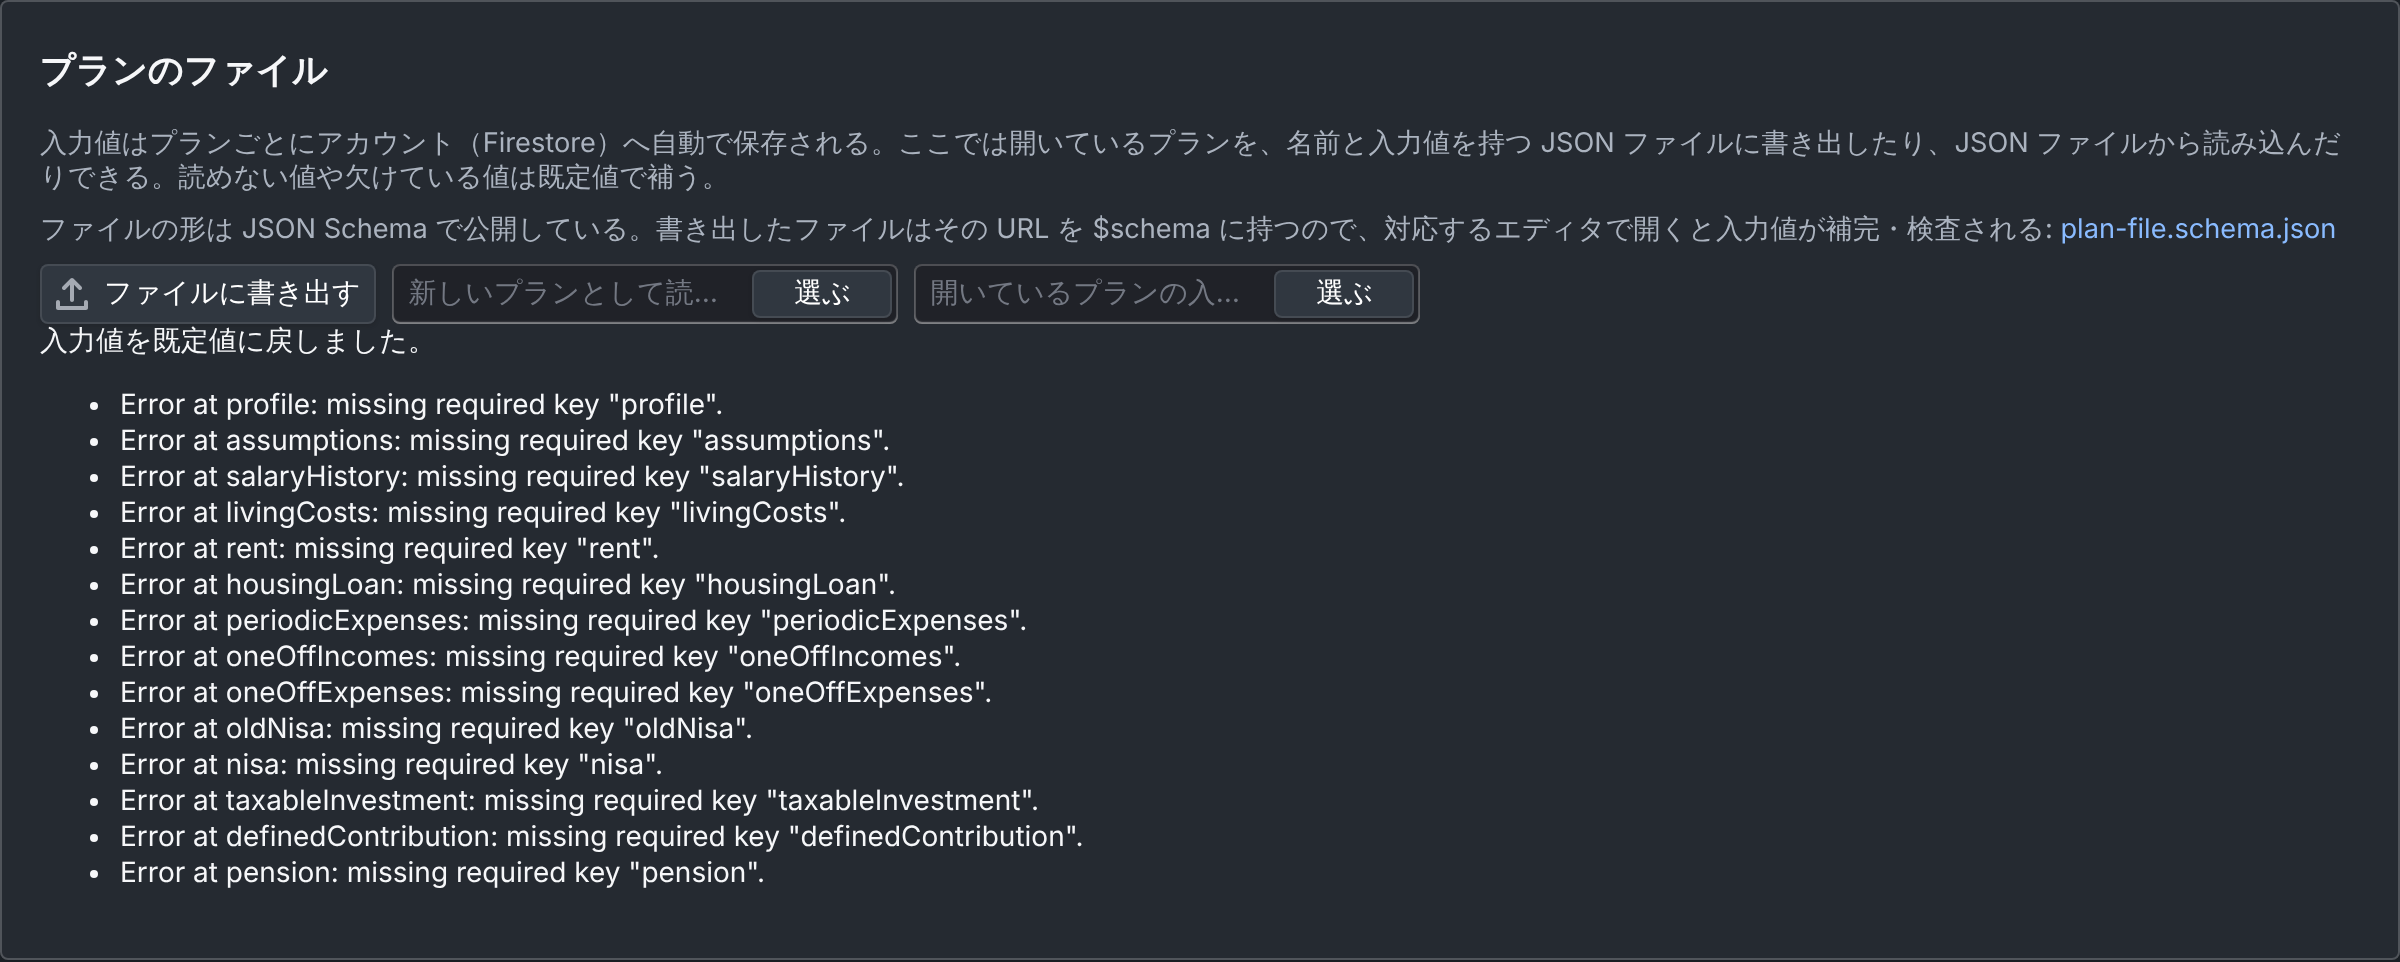 プランのファイル
入力値はプランごとにアカウント（Firestore）へ自動で保存される。ここでは開いているプランを、名前と入力値を持つ JSON ファイルに書き出したり、JSON ファイルから読み込んだ
りできる。読めない値や欠けている値は既定値で補う。
ファイルの形は JSON Schema で公開している。書き出したファイルはその URL を $schema に持つので、対応するエディタで開くと入力値が補完・検査される: plan-file.schema.json
ファイルに書き出す 新しいプランとして読... 選ぶ 開いているプランの入... 選ぶ
入力値を既定値に戻しました。
• Error at profile: missing required key "profile".
• Error at assumptions: missing required key "assumptions".
• Error at salaryHistory: missing required key "salaryHistory".
• Error at livingCosts: missing required key "livingCosts".
• Error at rent: missing required key "rent".
• Error at housingLoan: missing required key "housingLoan".
• Error at periodicExpenses: missing required key "periodicExpenses".
• Error at oneOffIncomes: missing required key "oneOffIncomes".
• Error at oneOffExpenses: missing required key "oneOffExpenses".
• Error at oldNisa: missing required key "oldNisa".
• Error at nisa: missing required key "nisa".
• Error at taxableInvestment: missing required key "taxableInvestment".
• Error at definedContribution: missing required key "definedContribution".
• Error at pension: missing required key "pension".